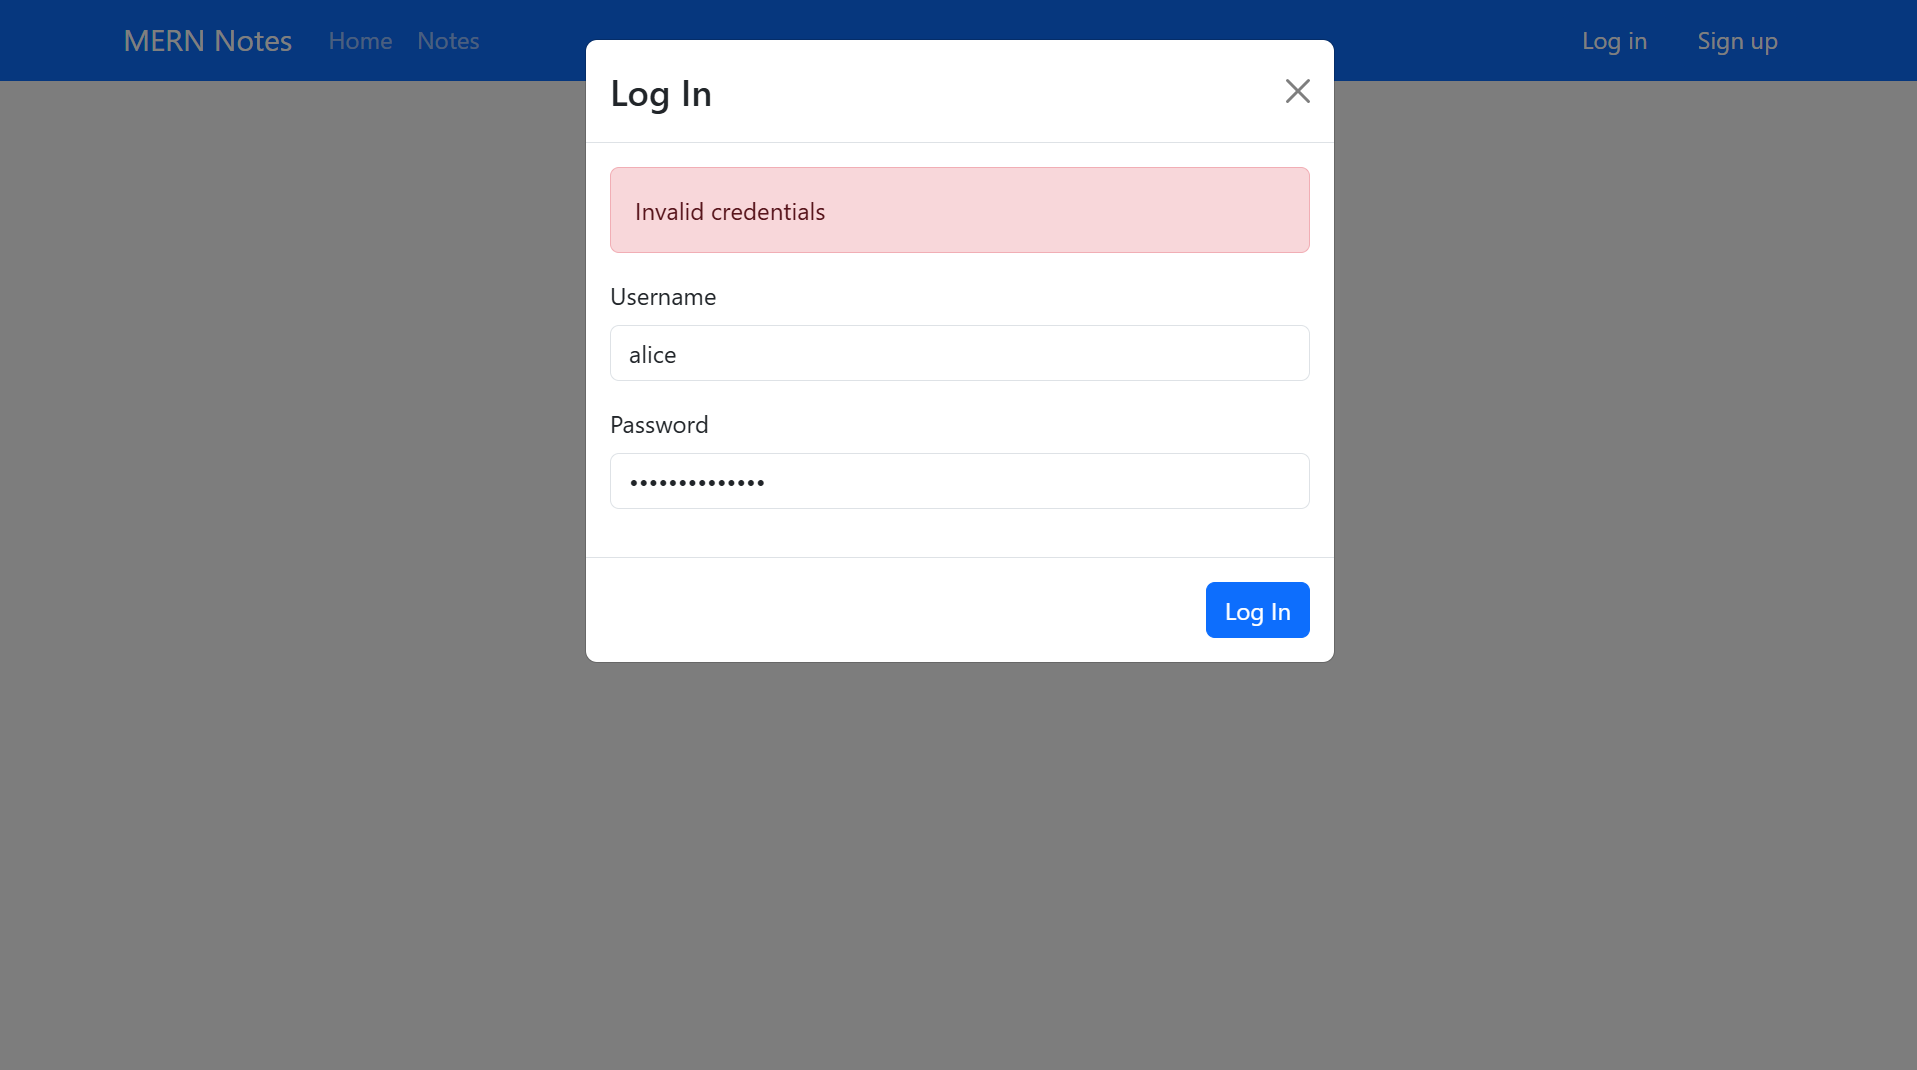 MERN Notes Home Notes Log in Sign up
Log In
Invalid credentials
Username
alice
Password
••••••••••••••
Log In